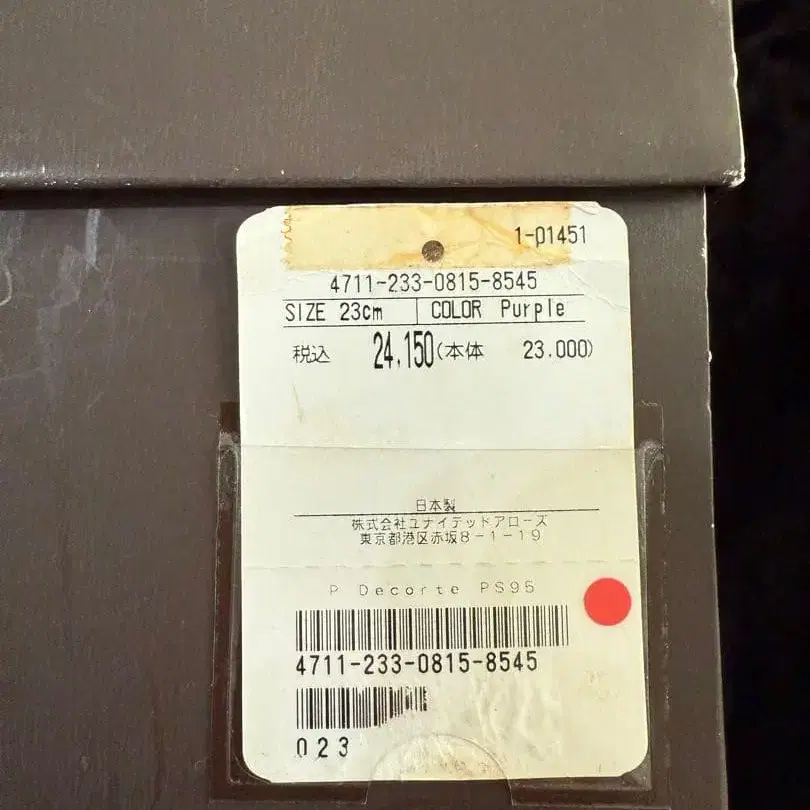 1-01451
4711-233-0815-8545
SIZE 23cm COLOR Purple
税込 24.150(本体 23.000)
日本製
株式会社ユナイテッドアローズ
東京都港区赤坂8-1-19
P Decorte PS95
4711-233-0815-8545
023